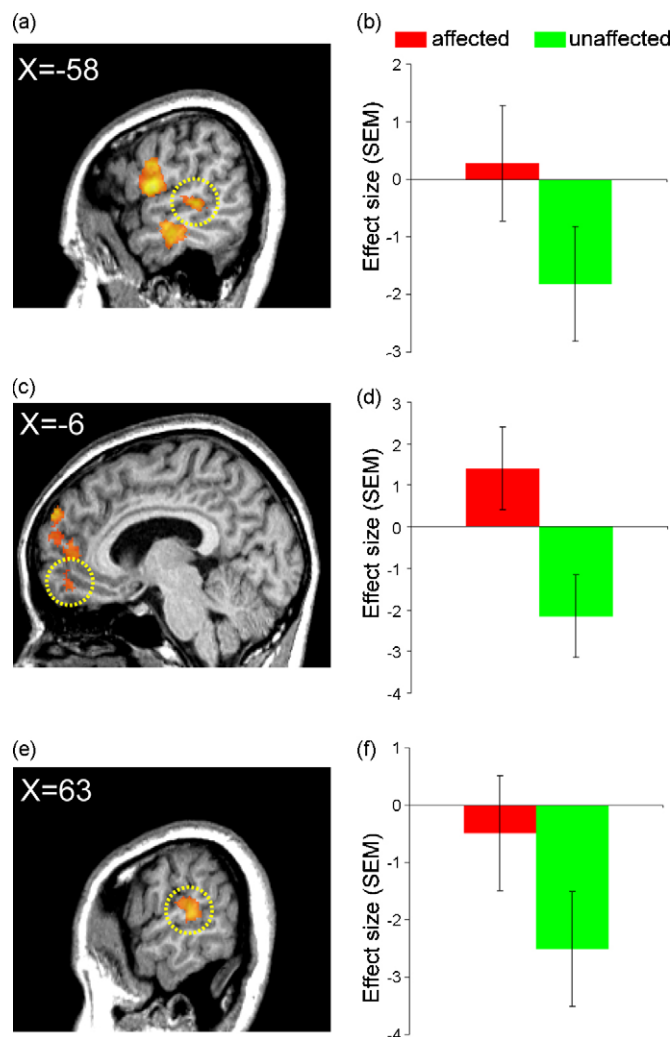 (a)
X=-58
(b)
affected unaffected
Effect size (SEM)
2
1
0
-1
-2
-3
(c)
X=-6
(d)
Effect size (SEM)
3
2
1
0
-1
-2
-3
-4
(e)
X=63
(f)
Effect size (SEM)
1
0
-1
-2
-3
-4